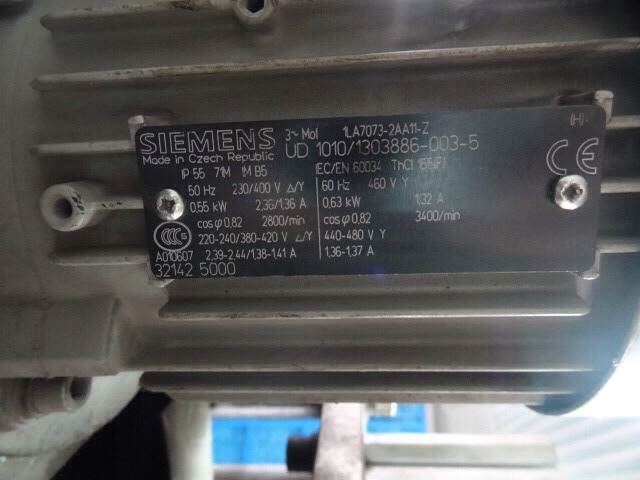 SIEMENS 3~ Mot 1LA7073-2AA11-Z (H)
Made in Czech Republic UD 1010/1303886-003-5
IP 55 71M IM B5 IEC/EN 60034 ThCl 155(F) CE
50 Hz 230/400 V △/Y 60 Hz 460 V Y
0,55 kW 2,36/1,36 A 0,63 kW 1,32 A
cosφ 0,82 2800/min cosφ 0,82 3400/min
220-240/380-420 V △/Y 440-480 V Y
A010607 2,39-2,44/1,38-1,41 A 1,36-1,37 A
32142 5000